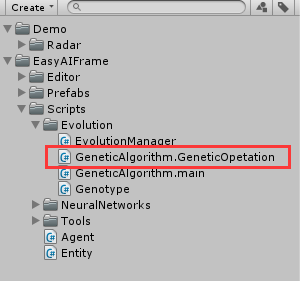 Create
Demo
Radar
EasyAIFrame
Editor
Prefabs
Scripts
Evolution
EvolutionManager
GeneticAlgorithm.GeneticOpetation
GeneticAlgorithm.main
Genotype
NeuralNetworks
Tools
Agent
Entity